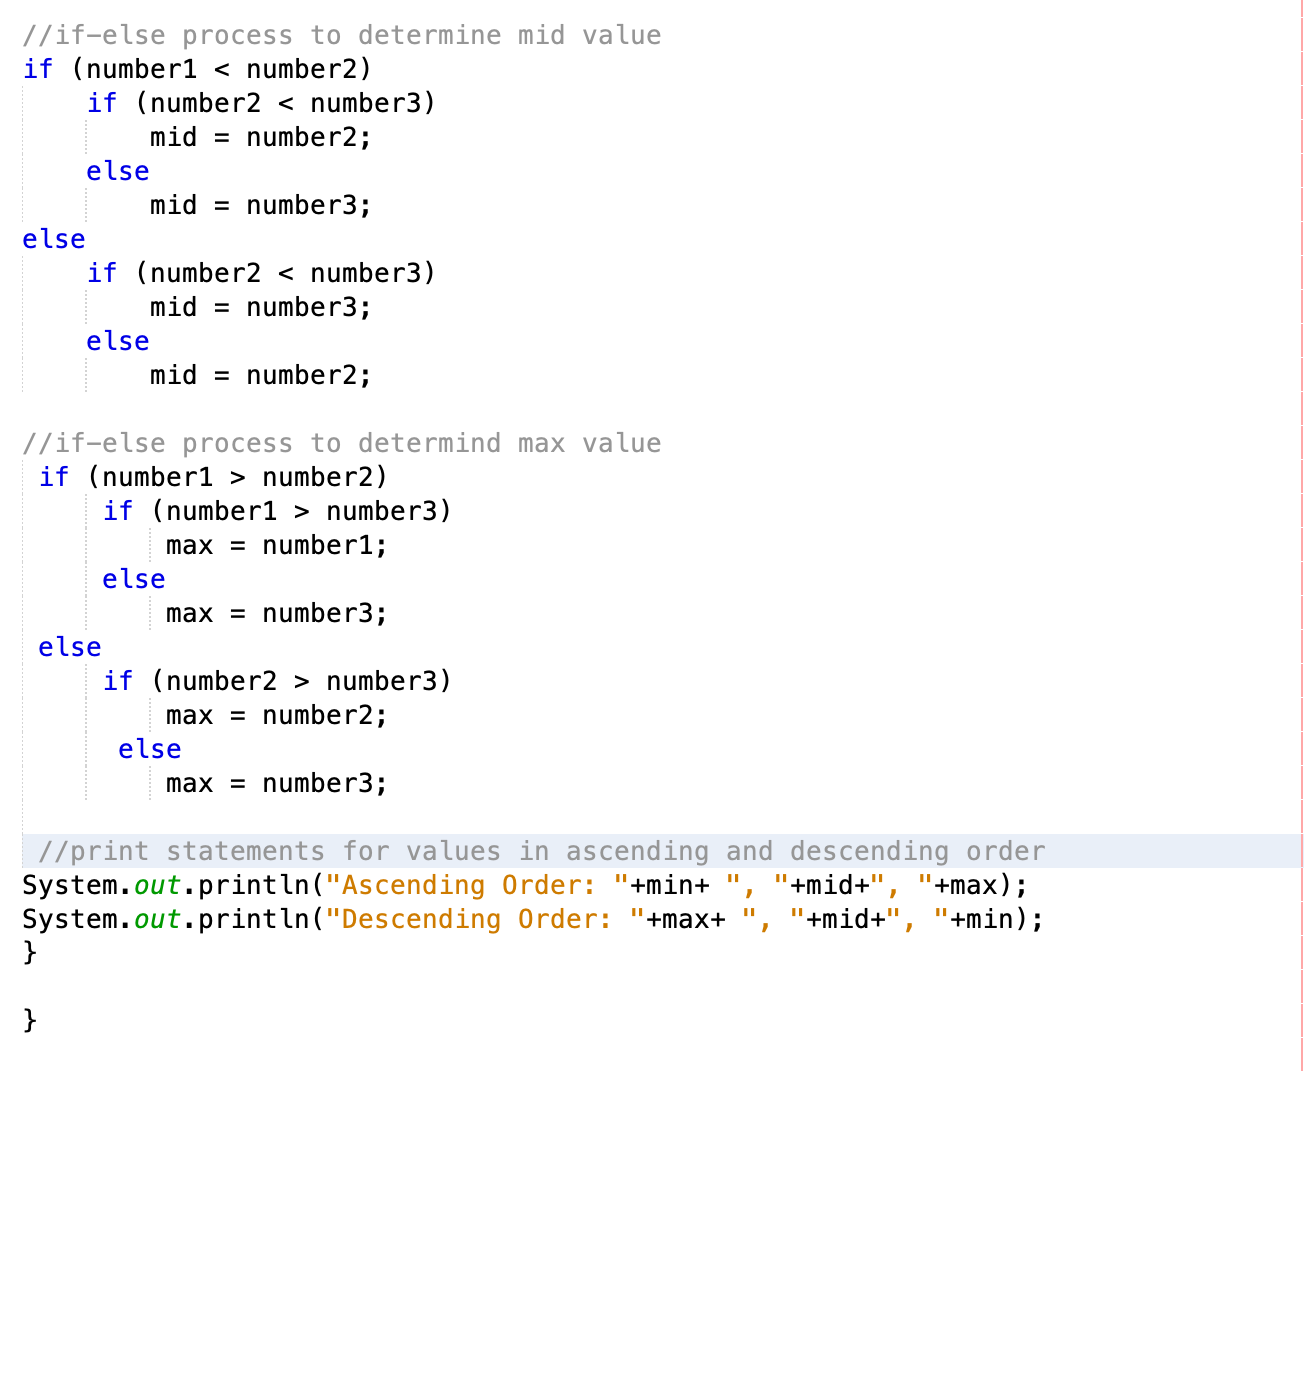 //if-else process to determine mid value
if (number1 < number2)
    if (number2 < number3)
        mid = number2;
    else
        mid = number3;
else
    if (number2 < number3)
        mid = number3;
    else
        mid = number2;

//if-else process to determind max value
 if (number1 > number2)
     if (number1 > number3)
         max = number1;
     else
         max = number3;
 else
     if (number2 > number3)
         max = number2;
      else
         max = number3;

 //print statements for values in ascending and descending order
System.out.println("Ascending Order: "+min+ ", "+mid+", "+max);
System.out.println("Descending Order: "+max+ ", "+mid+", "+min);
}

}